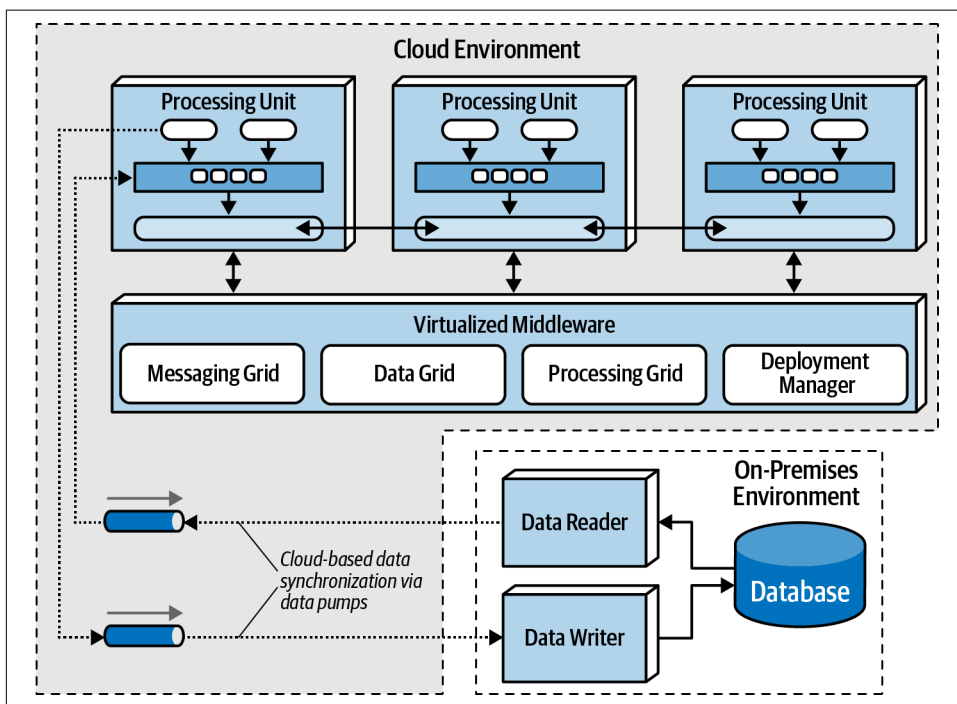 Cloud Environment
Processing Unit
Processing Unit
Processing Unit
Virtualized Middleware
Messaging Grid
Data Grid
Processing Grid
Deployment
Manager
On-Premises
Environment
Data Reader
Database
Cloud-based data
synchronization via
data pumps
Data Writer